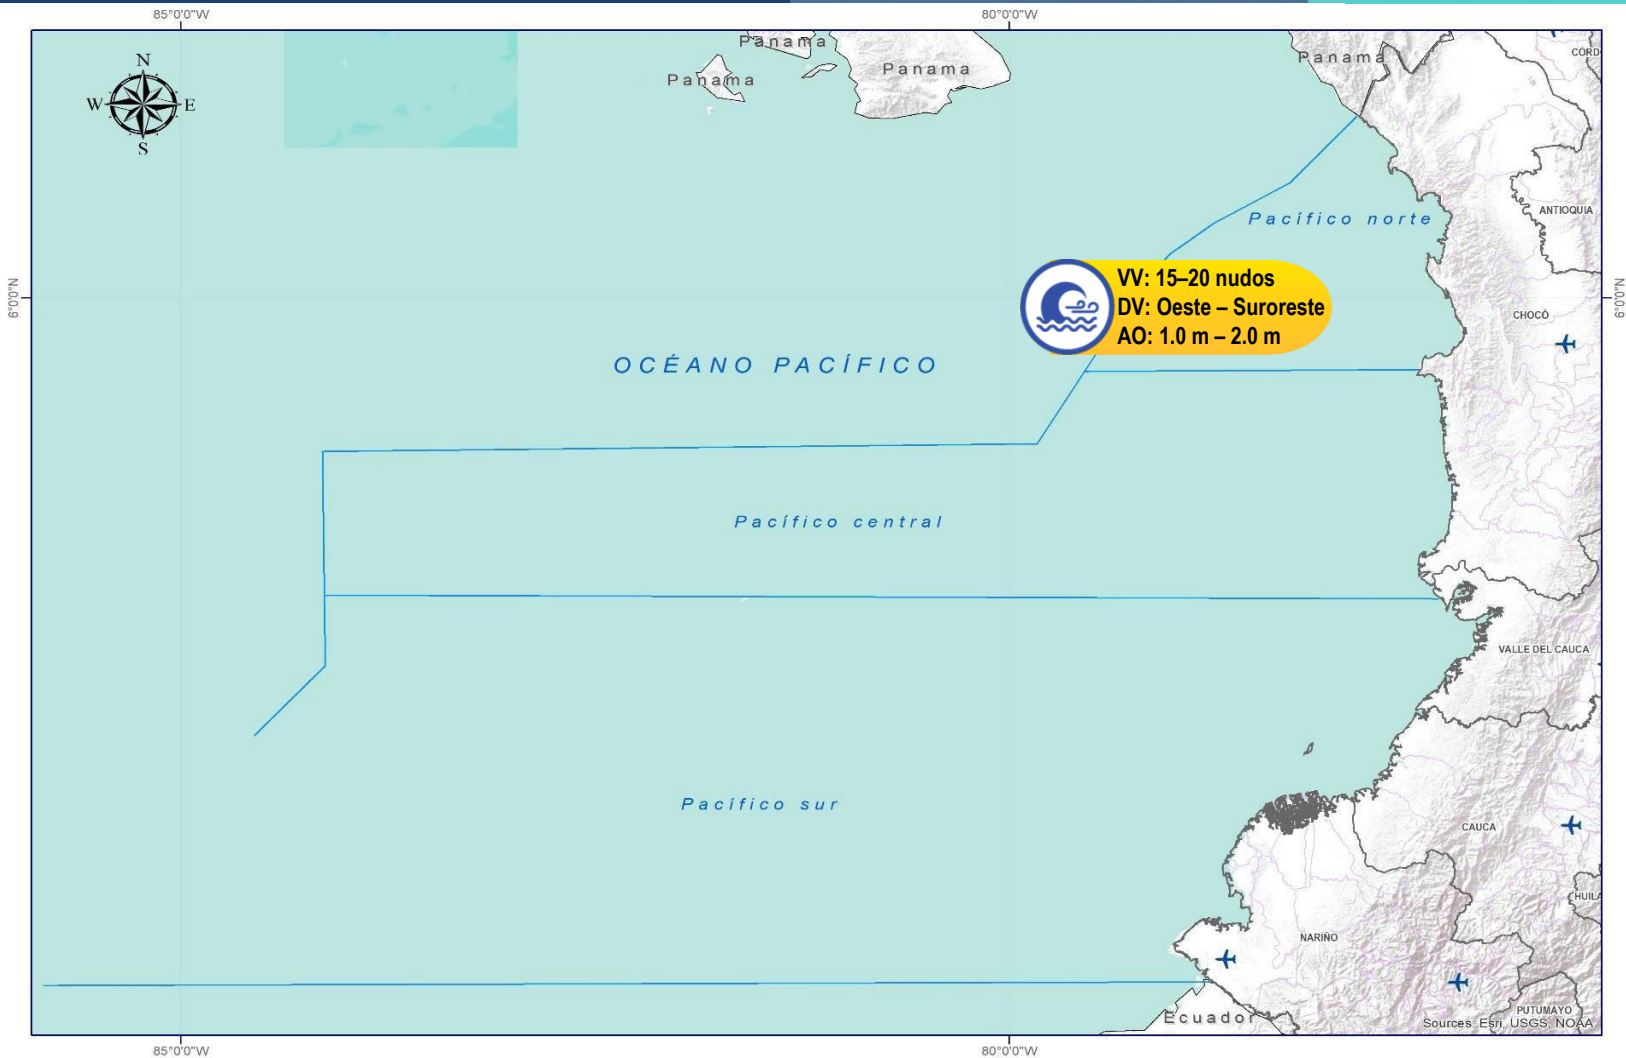 85°0'0"W
80°0'0"W
N
W
E
S
Panama
Panama
Panama
Panama
CÓRD
ANTIOQUIA
Pacífico norte
6°0'0"N
6°0'0"N
VV: 15–20 nudos
DV: Oeste – Suroreste
AO: 1.0 m – 2.0 m
CHOCÓ
OCÉANO PACÍFICO
Pacífico central
VALLE DEL CAUCA
Pacífico sur
CAUCA
HUILA
NARIÑO
PUTUMAYO
Ecuador
Sources: Esri, USGS, NOAA
85°0'0"W
80°0'0"W